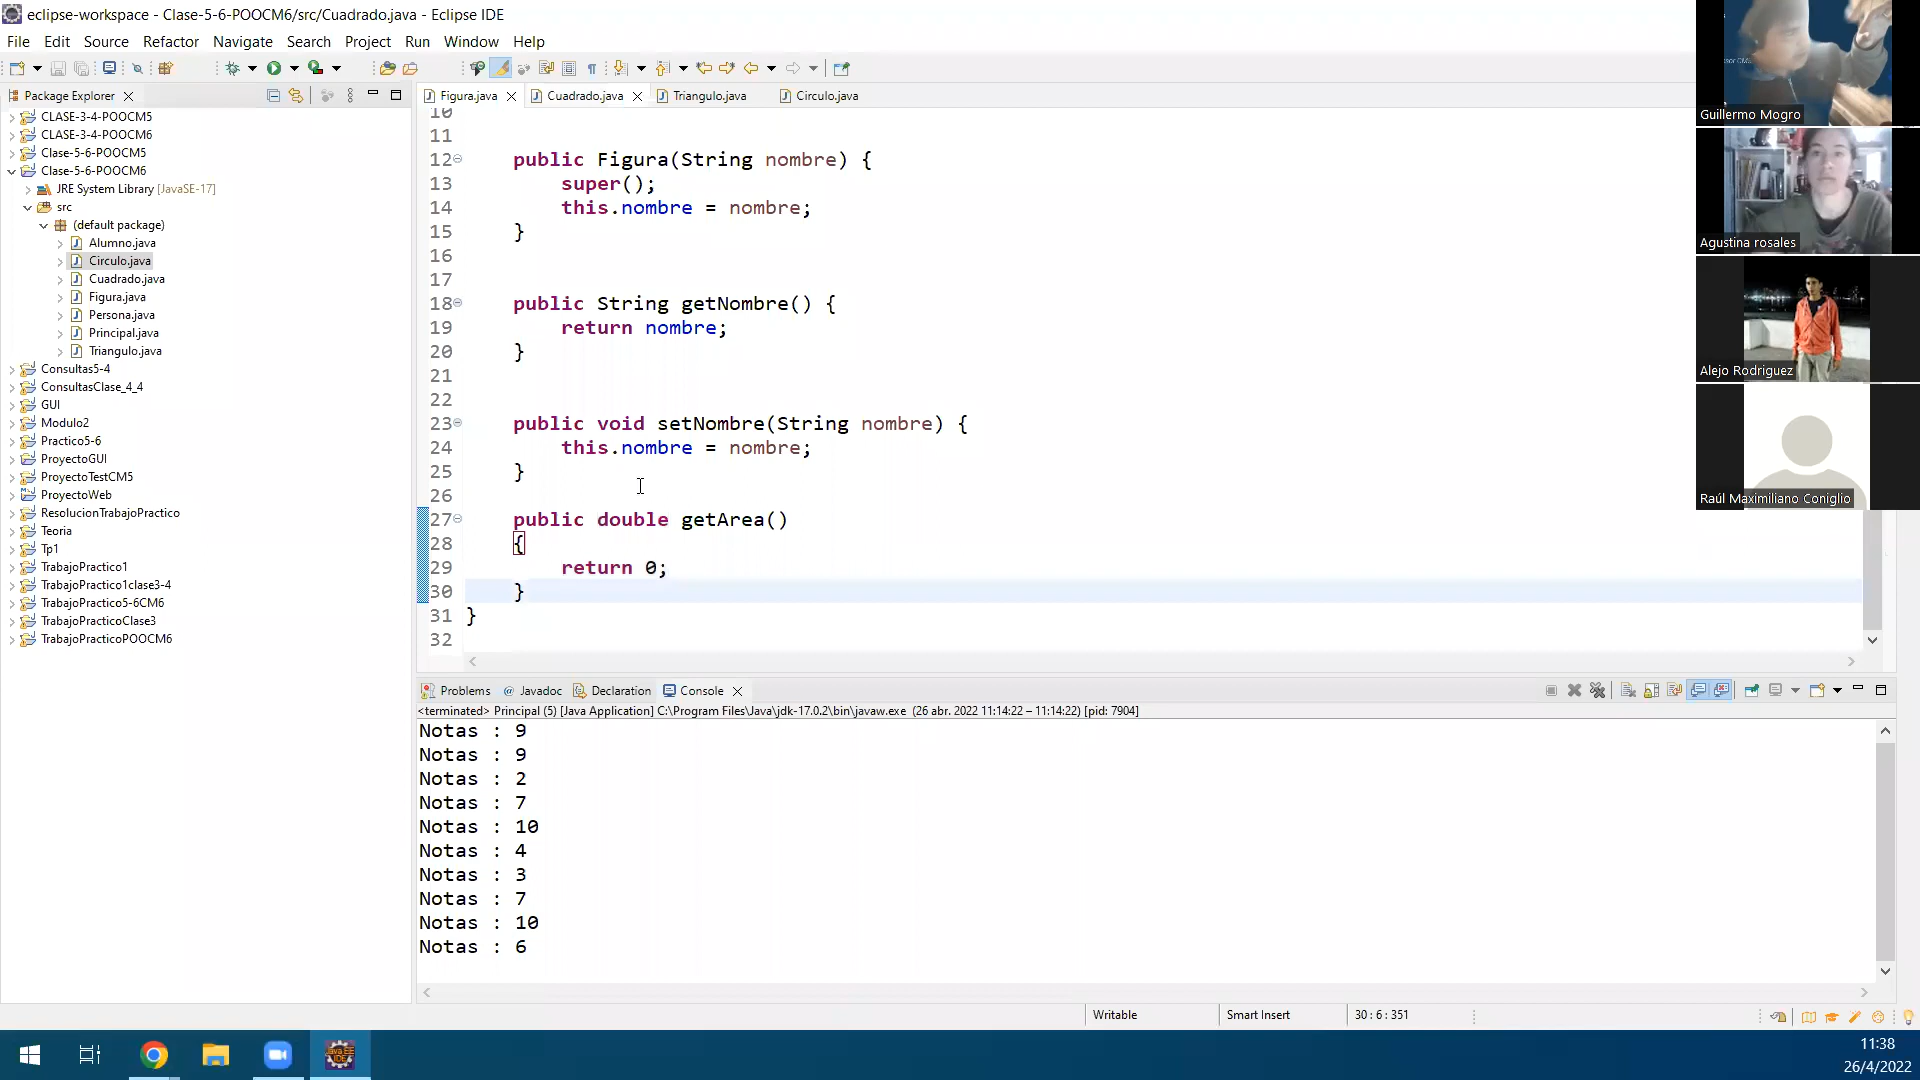 eclipse-workspace - Clase-5-6-POOCM6/src/Cuadrado.java - Eclipse IDE
File Edit Source Refactor Navigate Search Project Run Window Help
Package Explorer
CLASE-3-4-POOCM5
CLASE-3-4-POOCM6
Clase-5-6-POOCM5
Clase-5-6-POOCM6
JRE System Library [JavaSE-17]
src
(default package)
Alumno.java
Circulo.java
Cuadrado.java
Figura.java
Persona.java
Principal.java
Triangulo.java
Consultas5-4
ConsultasClase_4_4
GUI
Modulo2
Practico5-6
ProyectoGUI
ProyectoTestCM5
ProyectoWeb
ResolucionTrabajoPractico
Teoria
Tp1
TrabajoPractico1
TrabajoPractico1clase3-4
TrabajoPractico5-6CM6
TrabajoPracticoClase3
TrabajoPracticoPOOCM6
Figura.java Cuadrado.java Triangulo.java Circulo.java
10
11
12 public Figura(String nombre) {
13 super();
14 this.nombre = nombre;
15 }
16
17
18 public String getNombre() {
19 return nombre;
20 }
21
22
23 public void setNombre(String nombre) {
24 this.nombre = nombre;
25 }
26
27 public double getArea()
28 {
29 return 0;
30 }
31 }
32
Problems Javadoc Declaration Console
<terminated> Principal (5) [Java Application] C:\Program Files\Java\jdk-17.0.2\bin\javaw.exe (26 abr. 2022 11:14:22 – 11:14:22) [pid: 7904]
Notas : 9
Notas : 9
Notas : 2
Notas : 7
Notas : 10
Notas : 4
Notas : 3
Notas : 7
Notas : 10
Notas : 6
Writable Smart Insert 30 : 6 : 351
Guillermo Mogro
Agustina rosales
Alejo Rodriguez
Raúl Maximiliano Coniglio
Java EE
IDE
11:38
26/4/2022